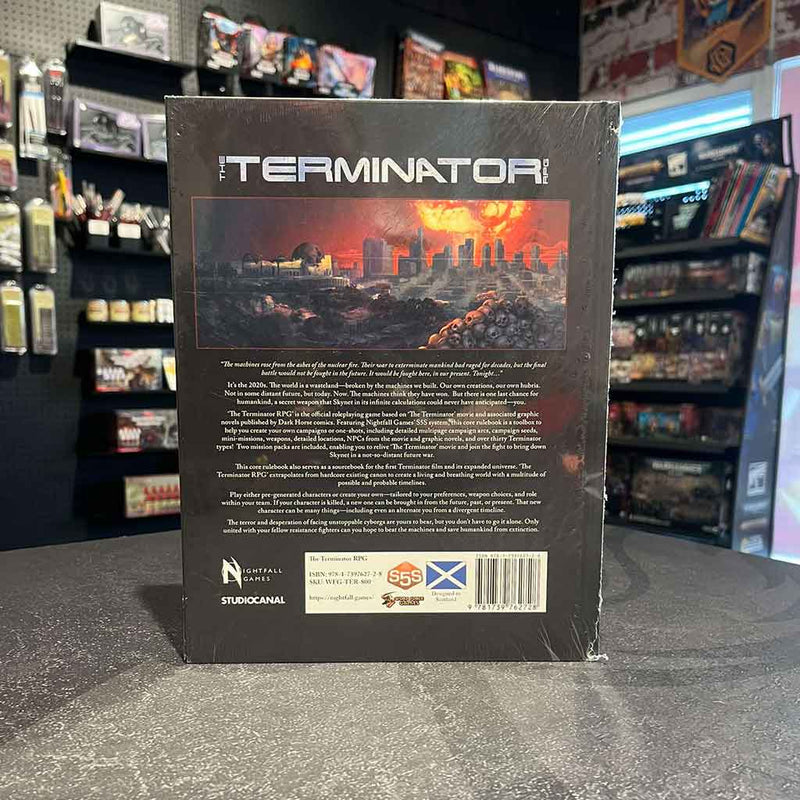 THE TERMINATOR RPG
"The machines rose from the ashes of the nuclear fire. Their war to exterminate mankind had raged for decades, but the final
battle would not be fought in the future. It would be fought here, in our present. Tonight..."
It's the 2020s. The world is a wasteland—broken by the machines we built. Our own creations, our own hubris.
Not in some distant future, but today. Now. The machines think they have won. But there is one last chance for
humankind, a secret weapon that Skynet in its infinite calculations could never have anticipated—you.
'The Terminator RPG' is the official roleplaying game based on 'The Terminator' movie and associated graphic
novels published by Dark Horse comics. Featuring Nightfall Games' S5S system, this core rulebook is a toolbox to
help you create your own campaigns or one-shots, including detailed multipage campaign arcs, campaign seeds,
mini-missions, weapons, detailed locations, NPCs from the movie and graphic novels, and over thirty Terminator
types! Two mission packs are included, enabling you to relive 'The Terminator' movie and join the fight to bring down
Skynet in a not-so-distant future war.
This core rulebook also serves as a sourcebook for the first Terminator film and its expanded universe. 'The
Terminator RPG' extrapolates from hardcore existing canon to create a living and breathing world with a multitude of
possible and probable timelines.
Play either pre-generated characters or create your own—tailored to your preferences, weapon choices, and role
within your team. If your character is killed, a new one can be brought in from the future, past, or present. That new
character can be many things—including even an alternate you from a divergent timeline.
The terror and desperation of facing unstoppable cyborgs are yours to bear, but you don't have to go it alone. Only
united with your fellow resistance fighters can you hope to beat the machines and save humankind from extinction.
NIGHTFALL
GAMES
STUDIOCANAL
The Terminator RPG
ISBN: 978-1-7397627-2-8
SKU: WFG-TER-800
https://nightfall.games/
S5S
GAMES
Designed in
Scotland
ISBN 978-1-7397627-2-8
9 781739 762728